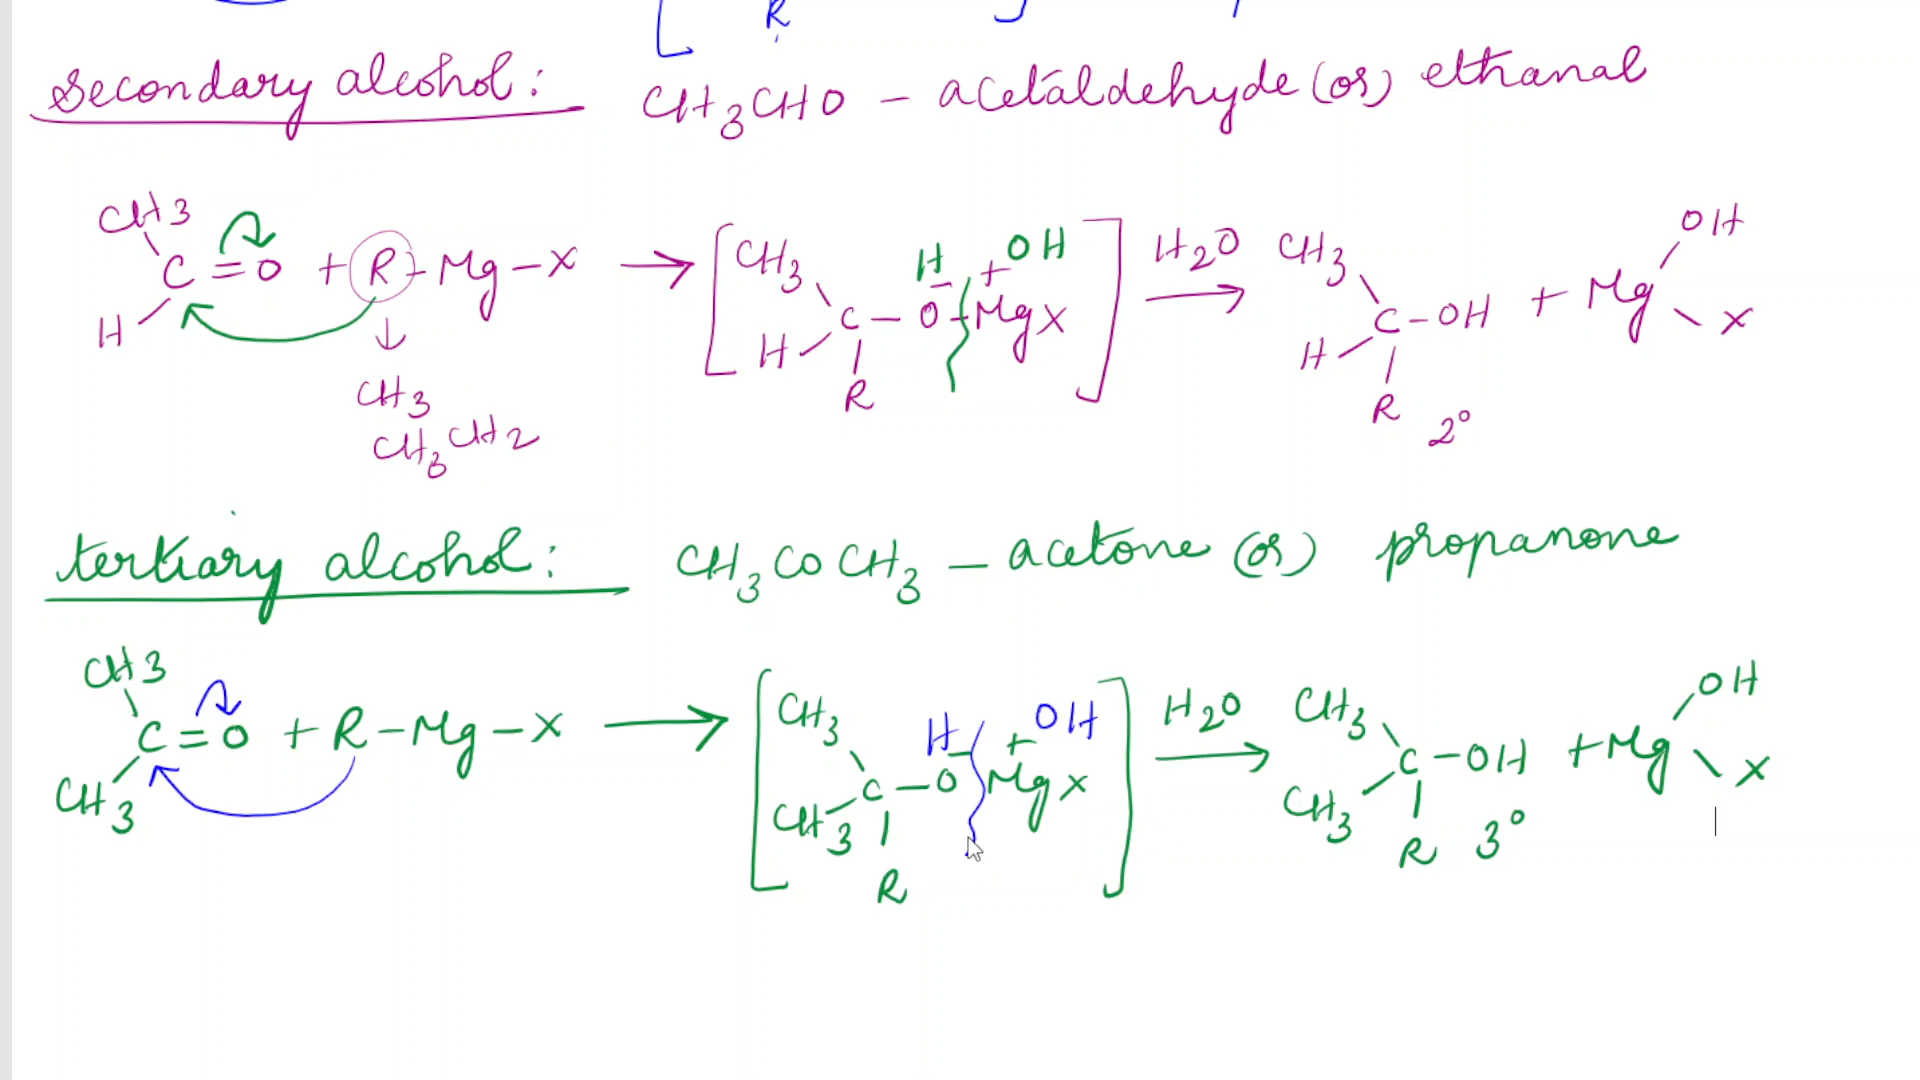 R
secondary alcohol: CH3CHO - acetaldehyde (or) ethanal
CH3 C=O H + R-Mg-X → [CH3 H C-O H - + OH MgX R] H2O → CH3 H C-OH R 2° + Mg OH X
↓
CH3
CH3CH2
tertiary alcohol: CH3COCH3 - acetone (or) propanone
CH3 C=O CH3 + R-Mg-X → [CH3 CH3 C-O H - + OH MgX R] H2O → CH3 CH3 C-OH R 3° + Mg OH X